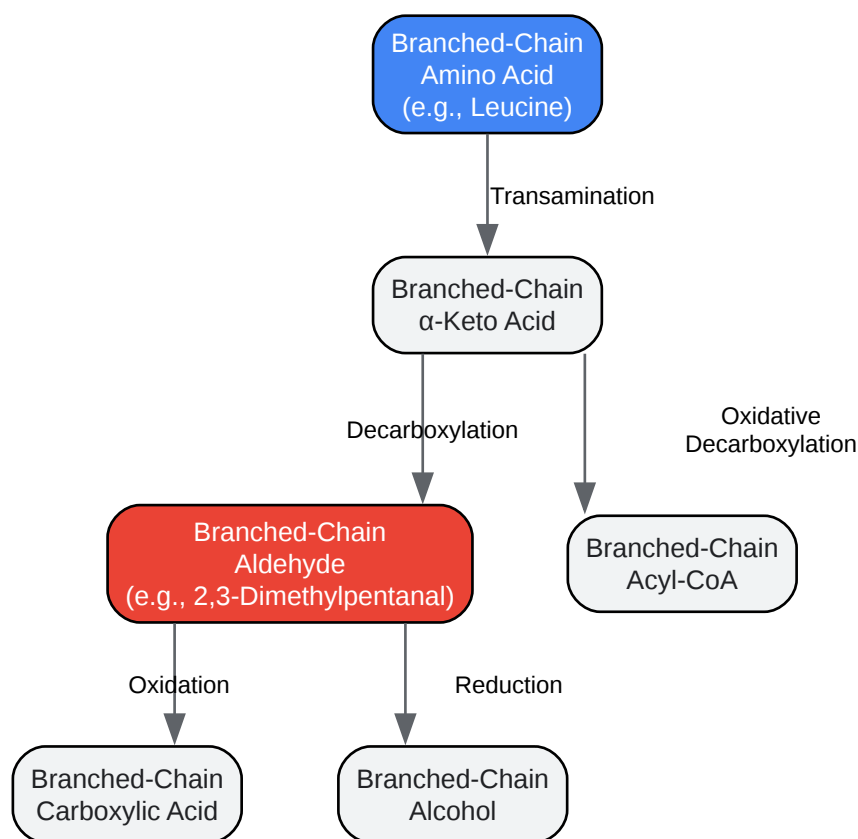 Branched-Chain
Amino Acid
(e.g., Leucine)
Transamination
Branched-Chain
α-Keto Acid
Decarboxylation
Oxidative
Decarboxylation
Branched-Chain
Aldehyde
(e.g., 2,3-Dimethylpentanal)
Branched-Chain
Acyl-CoA
Oxidation
Reduction
Branched-Chain
Carboxylic Acid
Branched-Chain
Alcohol